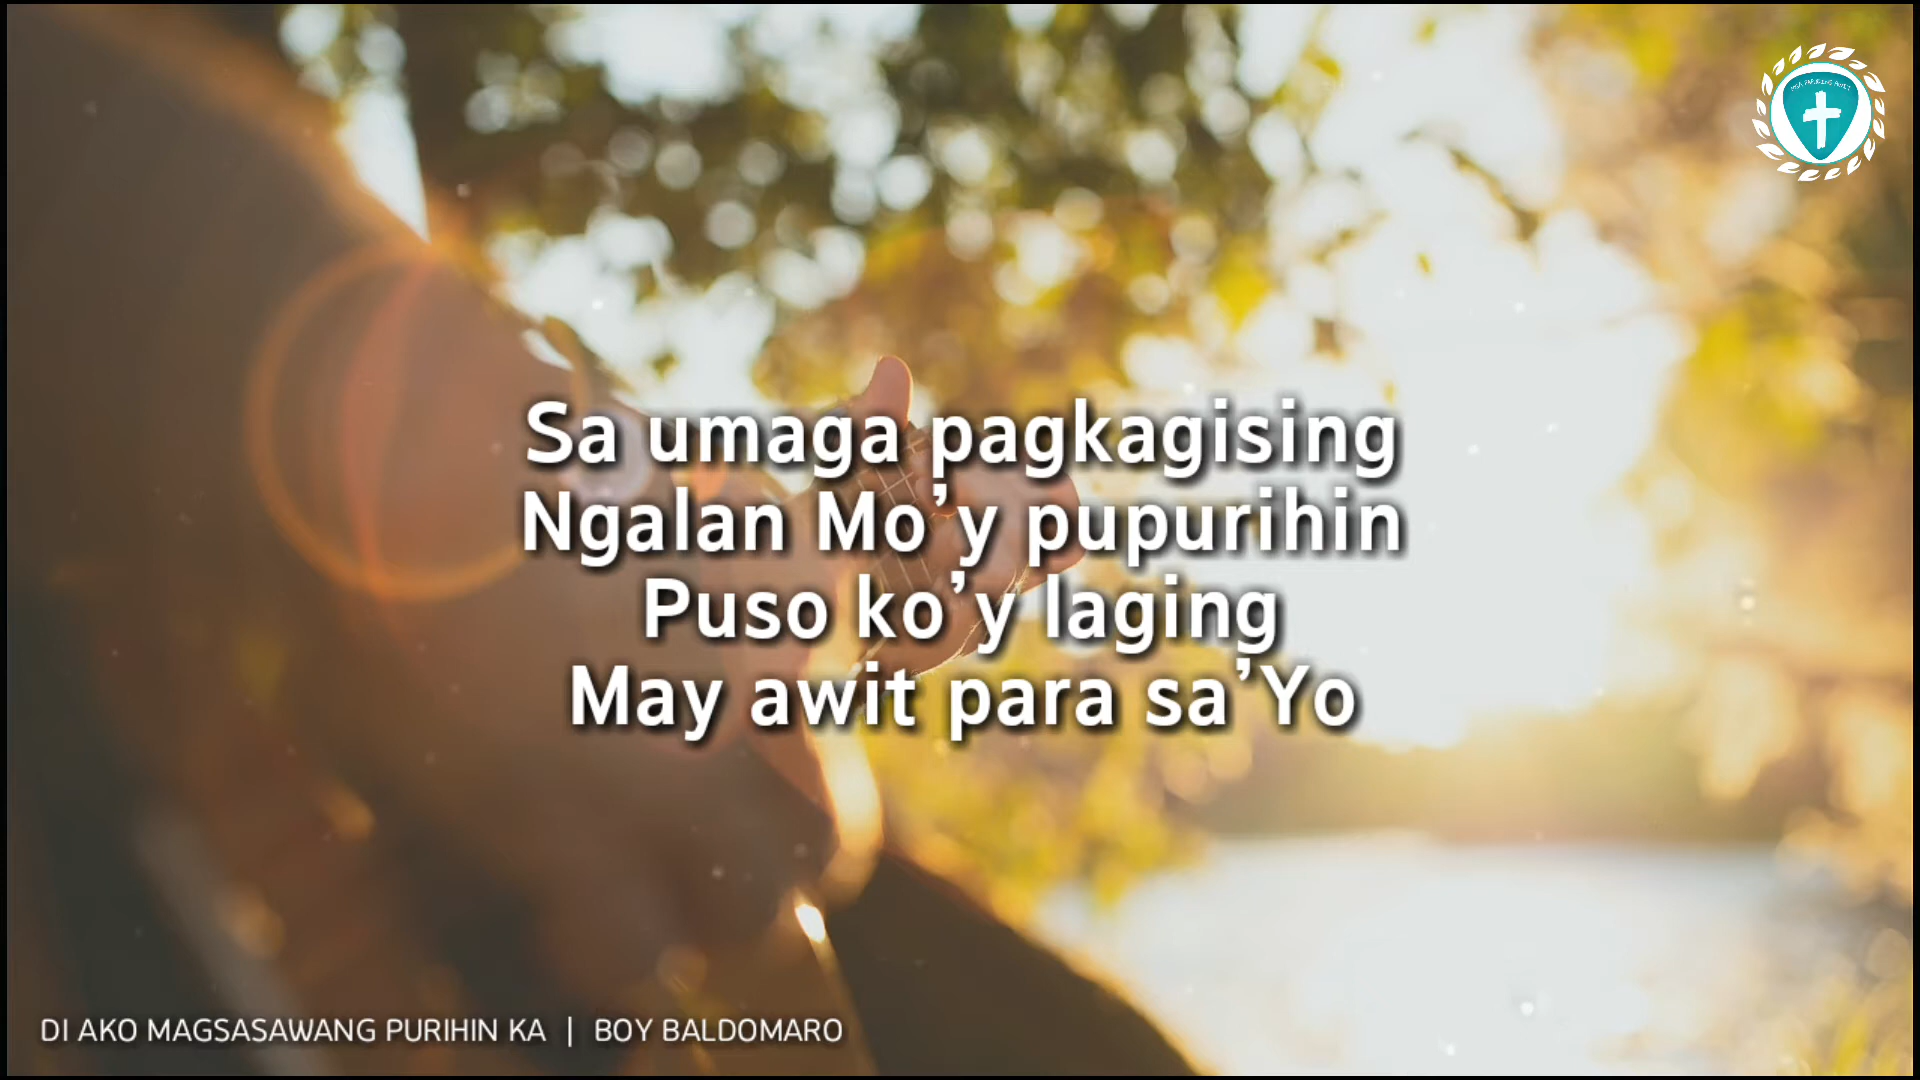 Sa umaga pagkagising
Ngalan Mo’y pupurihin
Puso ko’y laging
May awit para sa’Yo
DI AKO MAGSASAWANG PURIHIN KA | BOY BALDOMARO